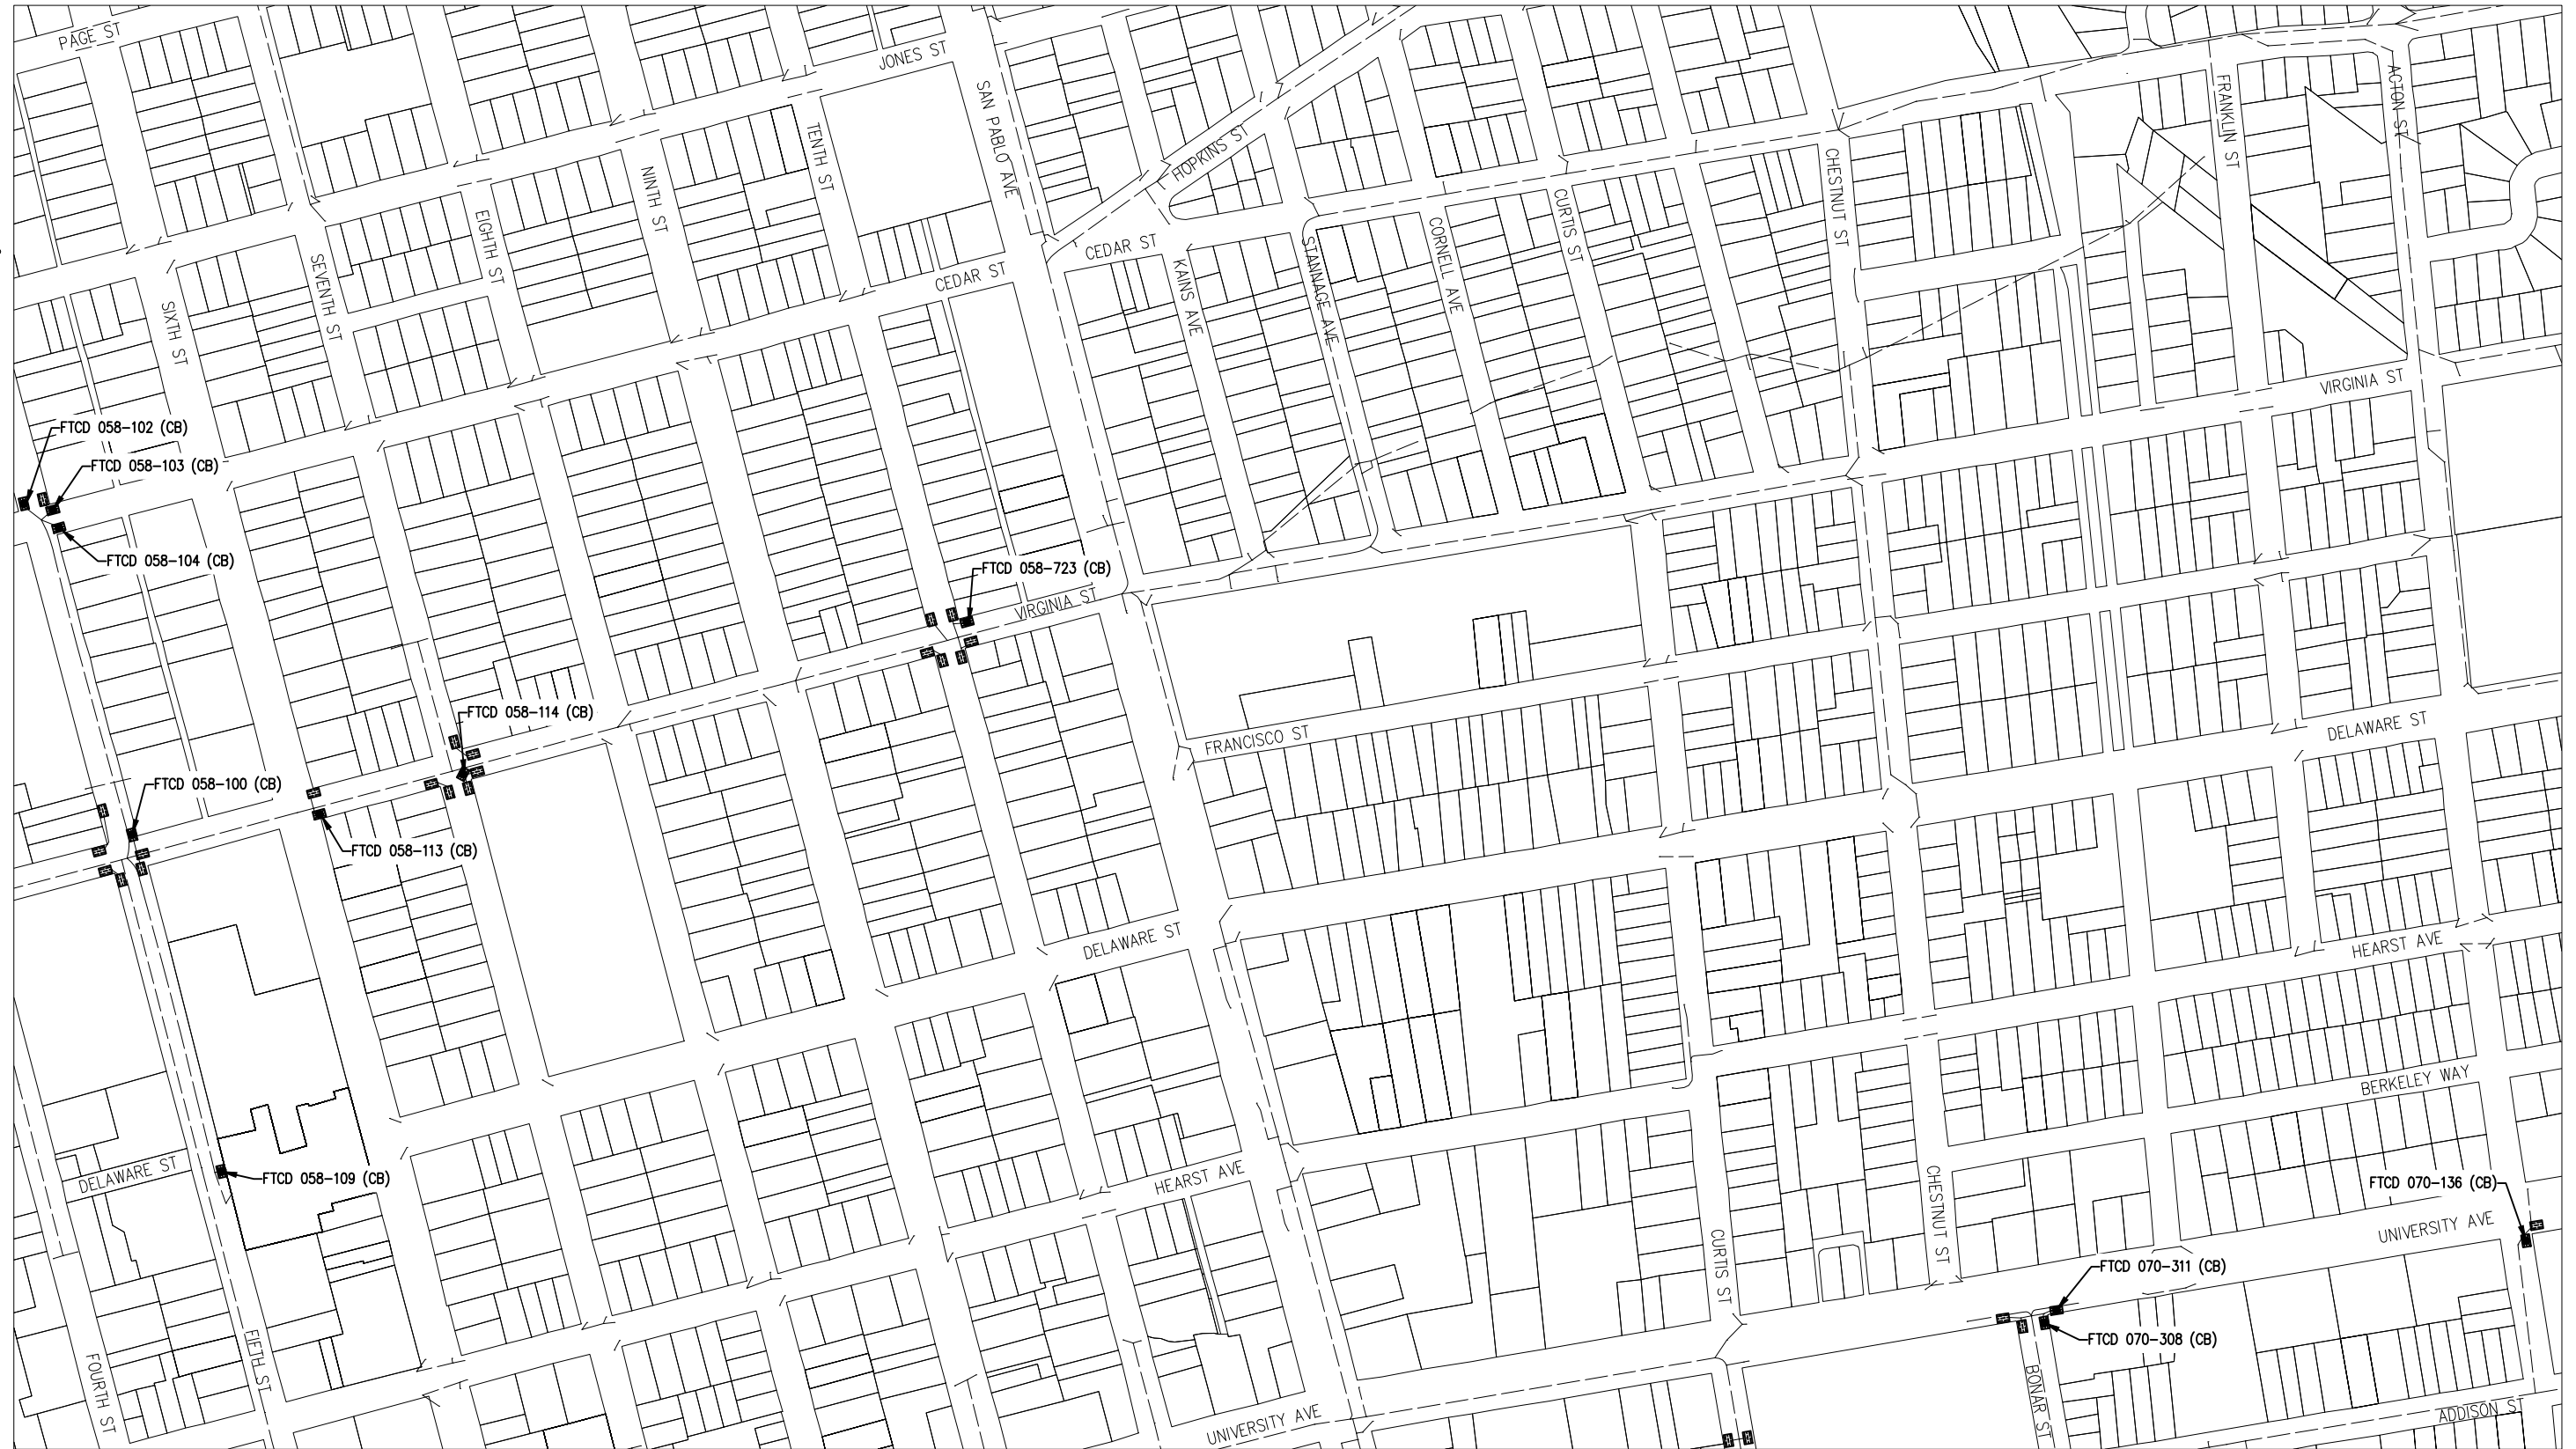 PAGE ST
JONES ST
SAN PABLO AVE
HOPKINS ST
FRANKLIN ST
ACTON ST
TENTH ST
NINTH ST
EIGHTH ST
SEVENTH ST
SIXTH ST
CEDAR ST
CEDAR ST
KAINS AVE
STANNAGE AVE
CORNELL AVE
CURTIS ST
CHESTNUT ST
VIRGINIA ST
FTCD 058-102 (CB)
FTCD 058-103 (CB)
FTCD 058-104 (CB)
FTCD 058-723 (CB)
VIRGINIA ST
FTCD 058-114 (CB)
FRANCISCO ST
DELAWARE ST
FTCD 058-100 (CB)
FTCD 058-113 (CB)
DELAWARE ST
HEARST AVE
BERKELEY WAY
DELAWARE ST
FTCD 058-109 (CB)
HEARST AVE
CHESTNUT ST
FTCD 070-136 (CB)
UNIVERSITY AVE
CURTIS ST
FTCD 070-311 (CB)
FTCD 070-308 (CB)
FOURTH ST
FIFTH ST
UNIVERSITY AVE
BONAR ST
ADDISON ST